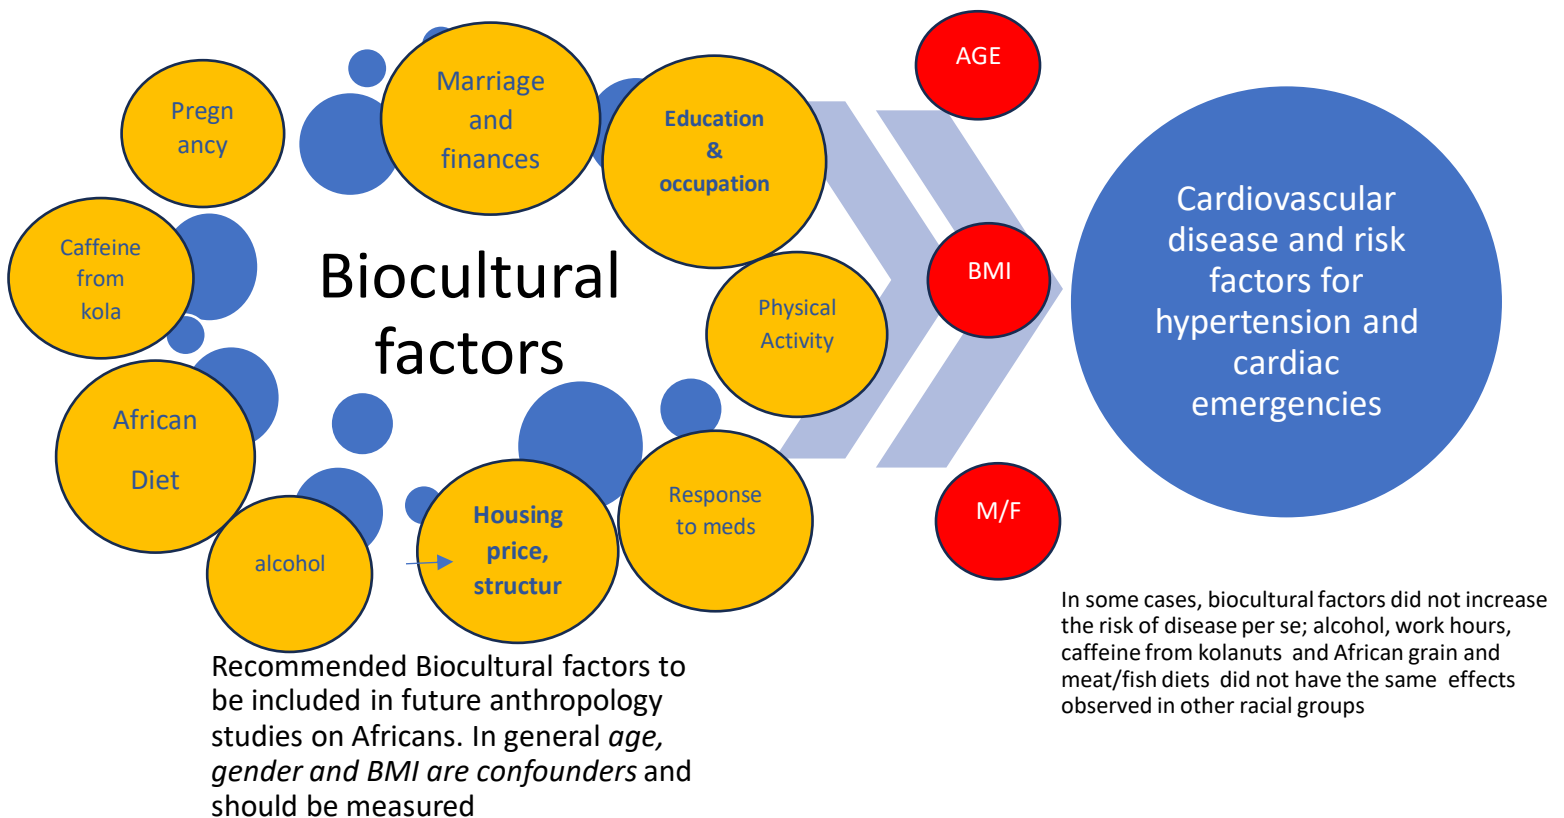 Pregn
ancy
Marriage
and
finances
Education
&
occupation
AGE
Caffeine
from
kola
Biocultural
factors
Physical
Activity
BMI
Cardiovascular
disease and risk
factors for
hypertension and
cardiac
emergencies
African
Diet
alcohol
Housing
price,
structur
Response
to meds
M/F
Recommended Biocultural factors to
be included in future anthropology
studies on Africans. In general age,
gender and BMI are confounders and
should be measured
In some cases, biocultural factors did not increase
the risk of disease per se; alcohol, work hours,
caffeine from kolanuts and African grain and
meat/fish diets did not have the same effects
observed in other racial groups